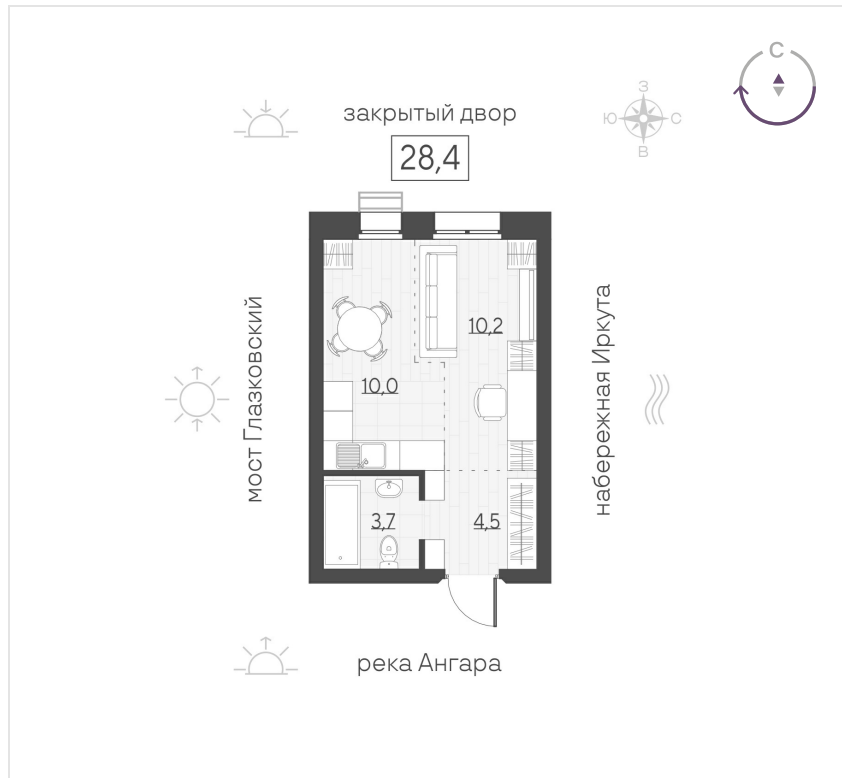 С
закрытый двор
З
Ю
С
В
28,4
мост Глазковский
набережная Иркута
10,2
10,0
3,7
4,5
река Ангара